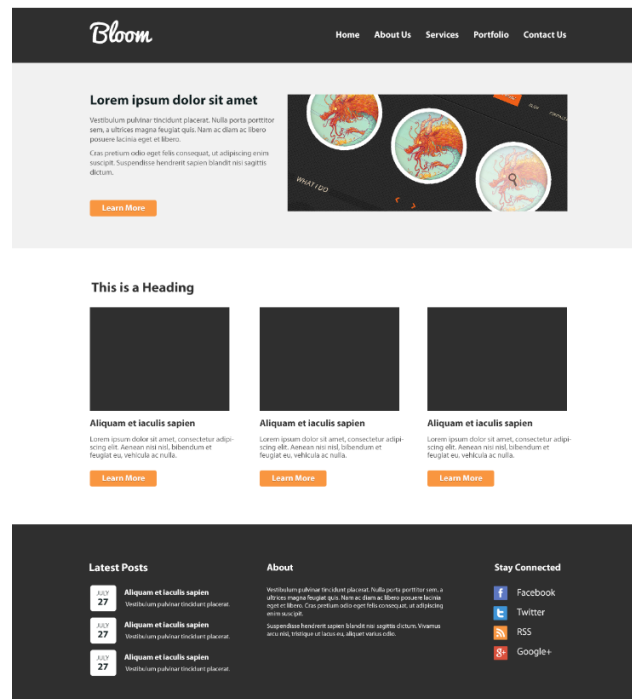 Bloom
Home About Us Services Portfolio Contact Us
Lorem ipsum dolor sit amet
Vestibulum pulvinar tincidunt placerat. Nulla porta porttitor
sem, a ultrices magna feugiat quis. Nam ac diam ac libero
posuere lacinia eget et libero.
Cras pretium odio eget felis consequat, ut adipiscing enim
suscipit. Suspendisse hendrerit sapien blandit nisi sagittis
dictum.
Learn More
WHAT I DO
This is a Heading
Aliquam et iaculis sapien
Lorem ipsum dolor sit amet, consectetur adipi-
scing elit. Aenean nisi nisl, bibendum et
feugiat eu, vehicula ac nulla.
Learn More
Aliquam et iaculis sapien
Lorem ipsum dolor sit amet, consectetur adipi-
scing elit. Aenean nisi nisl, bibendum et
feugiat eu, vehicula ac nulla.
Learn More
Aliquam et iaculis sapien
Lorem ipsum dolor sit amet, consectetur adipi-
scing elit. Aenean nisi nisl, bibendum et
feugiat eu, vehicula ac nulla.
Learn More
Latest Posts
JULY
27
Aliquam et iaculis sapien
Vestibulum pulvinar tincidunt placerat.
JULY
27
Aliquam et iaculis sapien
Vestibulum pulvinar tincidunt placerat.
JULY
27
Aliquam et iaculis sapien
Vestibulum pulvinar tincidunt placerat.
About
Vestibulum pulvinar tincidunt placerat. Nulla porta porttitor sem, a
ultrices magna feugiat quis. Nam ac diam ac libero posuere lacinia
eget et libero. Cras pretium odio eget felis consequat, ut adipiscing
enim suscipit.
Suspendisse hendrerit sapien blandit nisi sagittis dictum. Vivamus
arcu nisl, tristique ut lacus eu, aliquet varius odio.
Stay Connected
f Facebook
t Twitter
RSS
g+ Google+